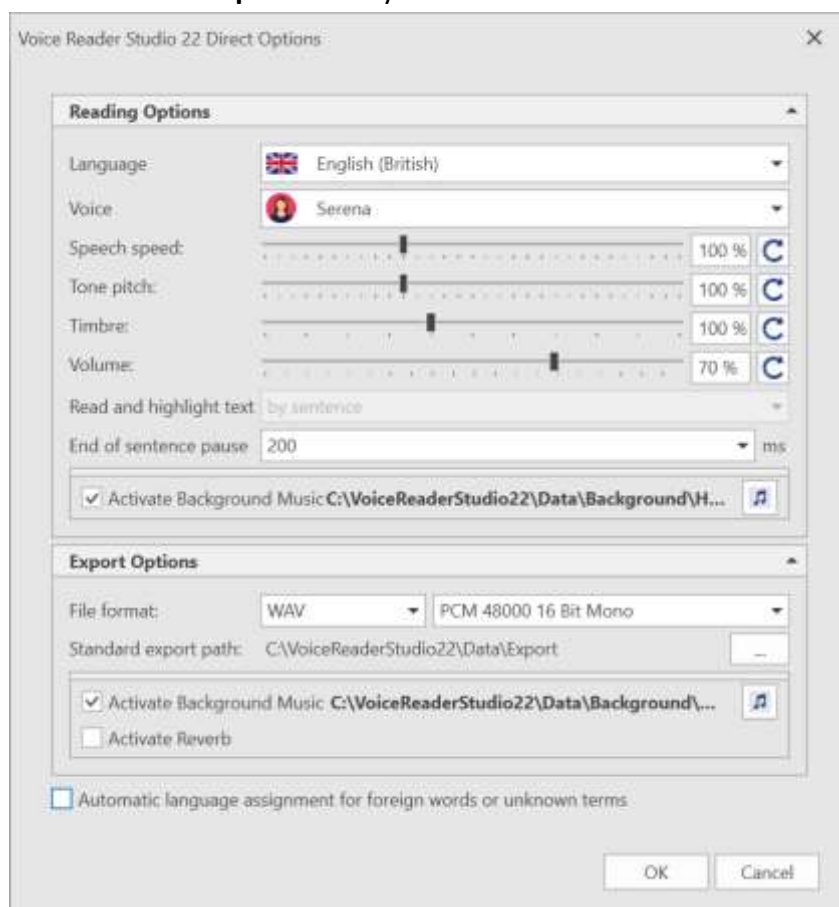 Voice Reader Studio 22 Direct Options
Reading Options
Language English (British)
Voice Serena
Speech speed: 100 %
Tone pitch: 100 %
Timbre: 100 %
Volume: 70 %
Read and highlight text by sentence
End of sentence pause 200 ms
Activate Background Music C:\VoiceReaderStudio22\Data\Background\H...
Export Options
File format: WAV PCM 48000 16 Bit Mono
Standard export path: C:\VoiceReaderStudio22\Data\Export ...
Activate Background Music C:\VoiceReaderStudio22\Data\Background\...
Activate Reverb
Automatic language assignment for foreign words or unknown terms
OK Cancel